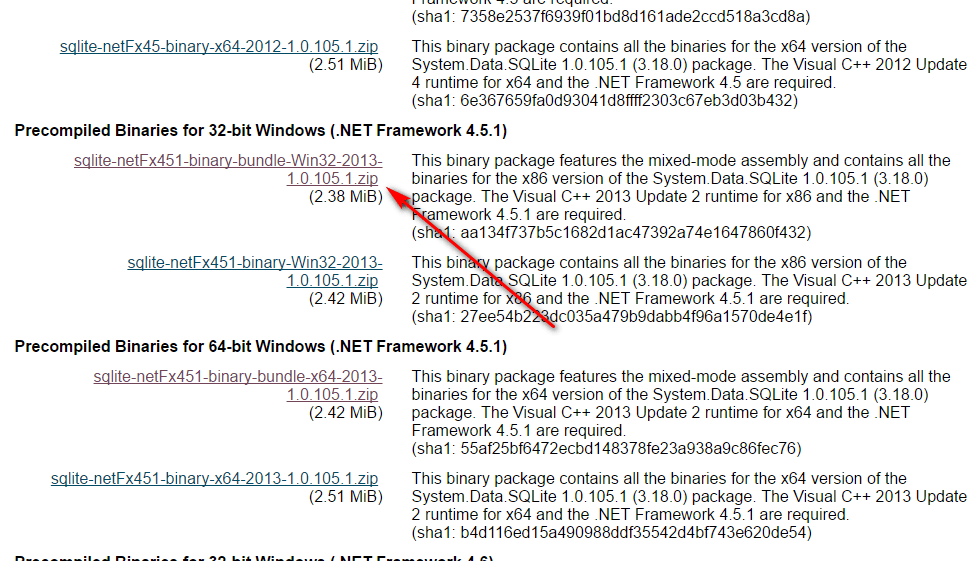 Framework 4.5 are required.
(sha1: 7358e2537f6939f01bd8d161ade2ccd518a3cd8a)
sqlite-netFx45-binary-x64-2012-1.0.105.1.zip
(2.51 MiB)
This binary package contains all the binaries for the x64 version of the
System.Data.SQLite 1.0.105.1 (3.18.0) package. The Visual C++ 2012 Update
4 runtime for x64 and the .NET Framework 4.5 are required.
(sha1: 6e367659fa0d93041d8ffff2303c67eb3d03b432)
Precompiled Binaries for 32-bit Windows (.NET Framework 4.5.1)
sqlite-netFx451-binary-bundle-Win32-2013-
1.0.105.1.zip
(2.38 MiB)
This binary package features the mixed-mode assembly and contains all the
binaries for the x86 version of the System.Data.SQLite 1.0.105.1 (3.18.0)
package. The Visual C++ 2013 Update 2 runtime for x86 and the .NET
Framework 4.5.1 are required.
(sha1: aa134f737b5c1682d1ac47392a74e1647860f432)
sqlite-netFx451-binary-Win32-2013-
1.0.105.1.zip
(2.42 MiB)
This binary package contains all the binaries for the x86 version of the
System.Data.SQLite 1.0.105.1 (3.18.0) package. The Visual C++ 2013 Update
2 runtime for x86 and the .NET Framework 4.5.1 are required.
(sha1: 27ee54b223dc035a479b9dabb4f96a1570de4e1f)
Precompiled Binaries for 64-bit Windows (.NET Framework 4.5.1)
sqlite-netFx451-binary-bundle-x64-2013-
1.0.105.1.zip
(2.42 MiB)
This binary package features the mixed-mode assembly and contains all the
binaries for the x64 version of the System.Data.SQLite 1.0.105.1 (3.18.0)
package. The Visual C++ 2013 Update 2 runtime for x64 and the .NET
Framework 4.5.1 are required.
(sha1: 55af25bf6472ecbd148378fe23a938a9c86fec76)
sqlite-netFx451-binary-x64-2013-1.0.105.1.zip
(2.51 MiB)
This binary package contains all the binaries for the x64 version of the
System.Data.SQLite 1.0.105.1 (3.18.0) package. The Visual C++ 2013 Update
2 runtime for x64 and the .NET Framework 4.5.1 are required.
(sha1: b4d116ed15a490988ddf35542d4bf743e620de54)
Precompiled Binaries for 32-bit Windows (.NET Framework 4.6)